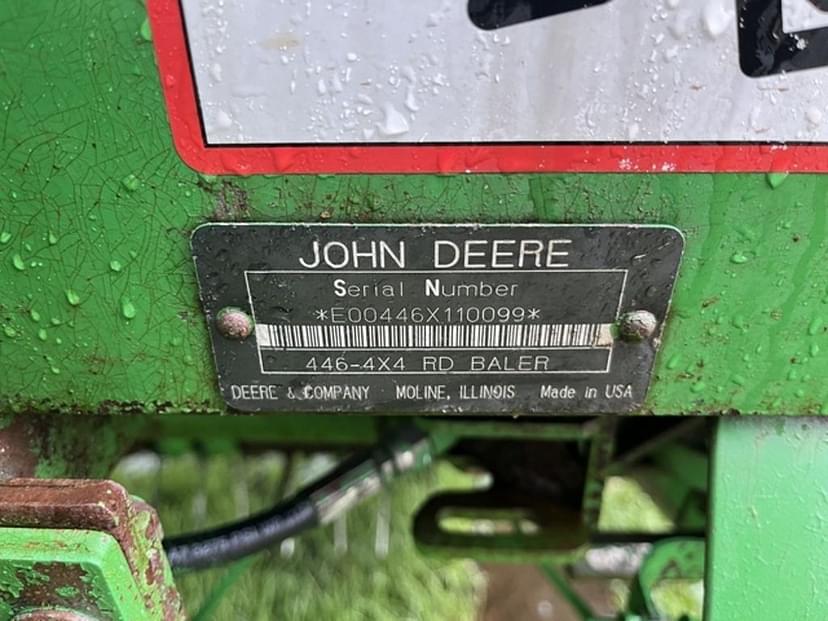 JOHN DEERE
Serial Number
*E00446X110099*
446-4X4 RD BALER
DEERE & COMPANY MOLINE, ILLINOIS Made in USA